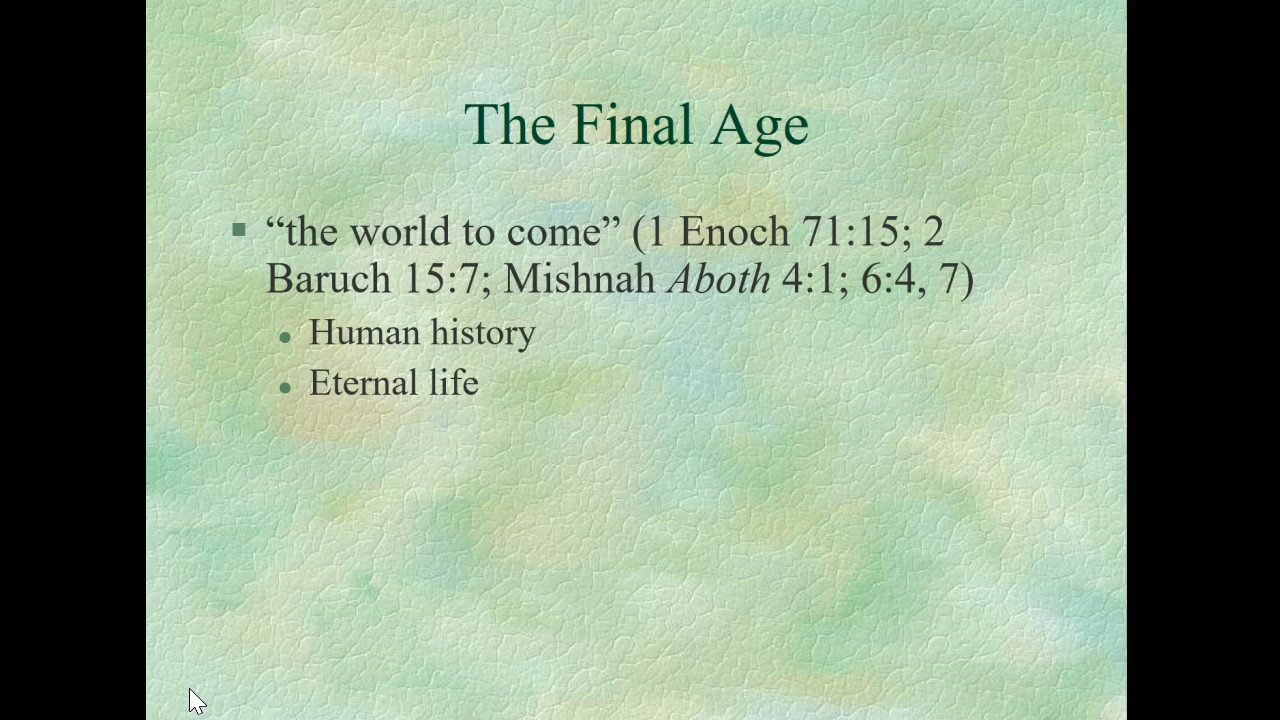 The Final Age
“the world to come” (1 Enoch 71:15; 2
Baruch 15:7; Mishnah Aboth 4:1; 6:4, 7)
Human history
Eternal life